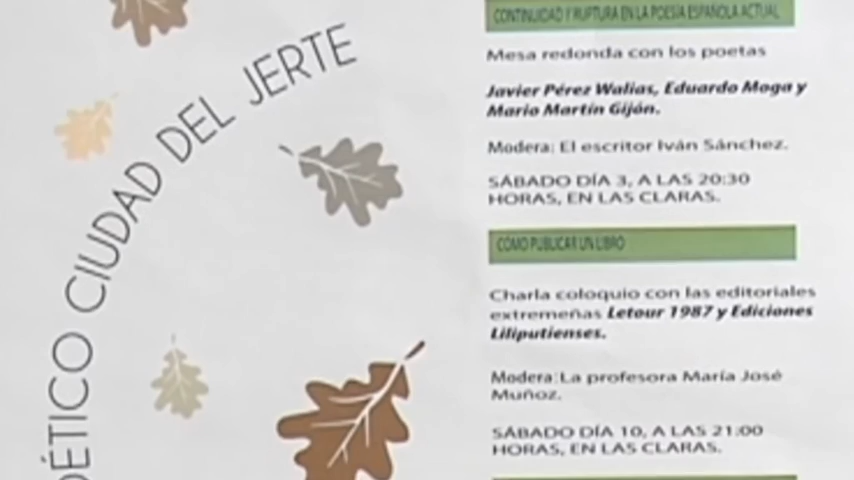 OÉTICO CIUDAD DEL JERTE
CONTINUIDAD Y RUPTURA EN LA POESÍA ESPAÑOLA ACTUAL
Mesa redonda con los poetas
Javier Pérez Walias, Eduardo Moga y
Mario Martín Gijón.
Modera: El escritor Iván Sánchez.
SÁBADO DÍA 3, A LAS 20:30
HORAS, EN LAS CLARAS.
CÓMO PUBLICAR UN LIBRO
Charla coloquio con las editoriales
extremeñas Letour 1987 y Ediciones
Liliputienses.
Modera:La profesora María José
Muñoz.
SÁBADO DÍA 10, A LAS 21:00
HORAS, EN LAS CLARAS.